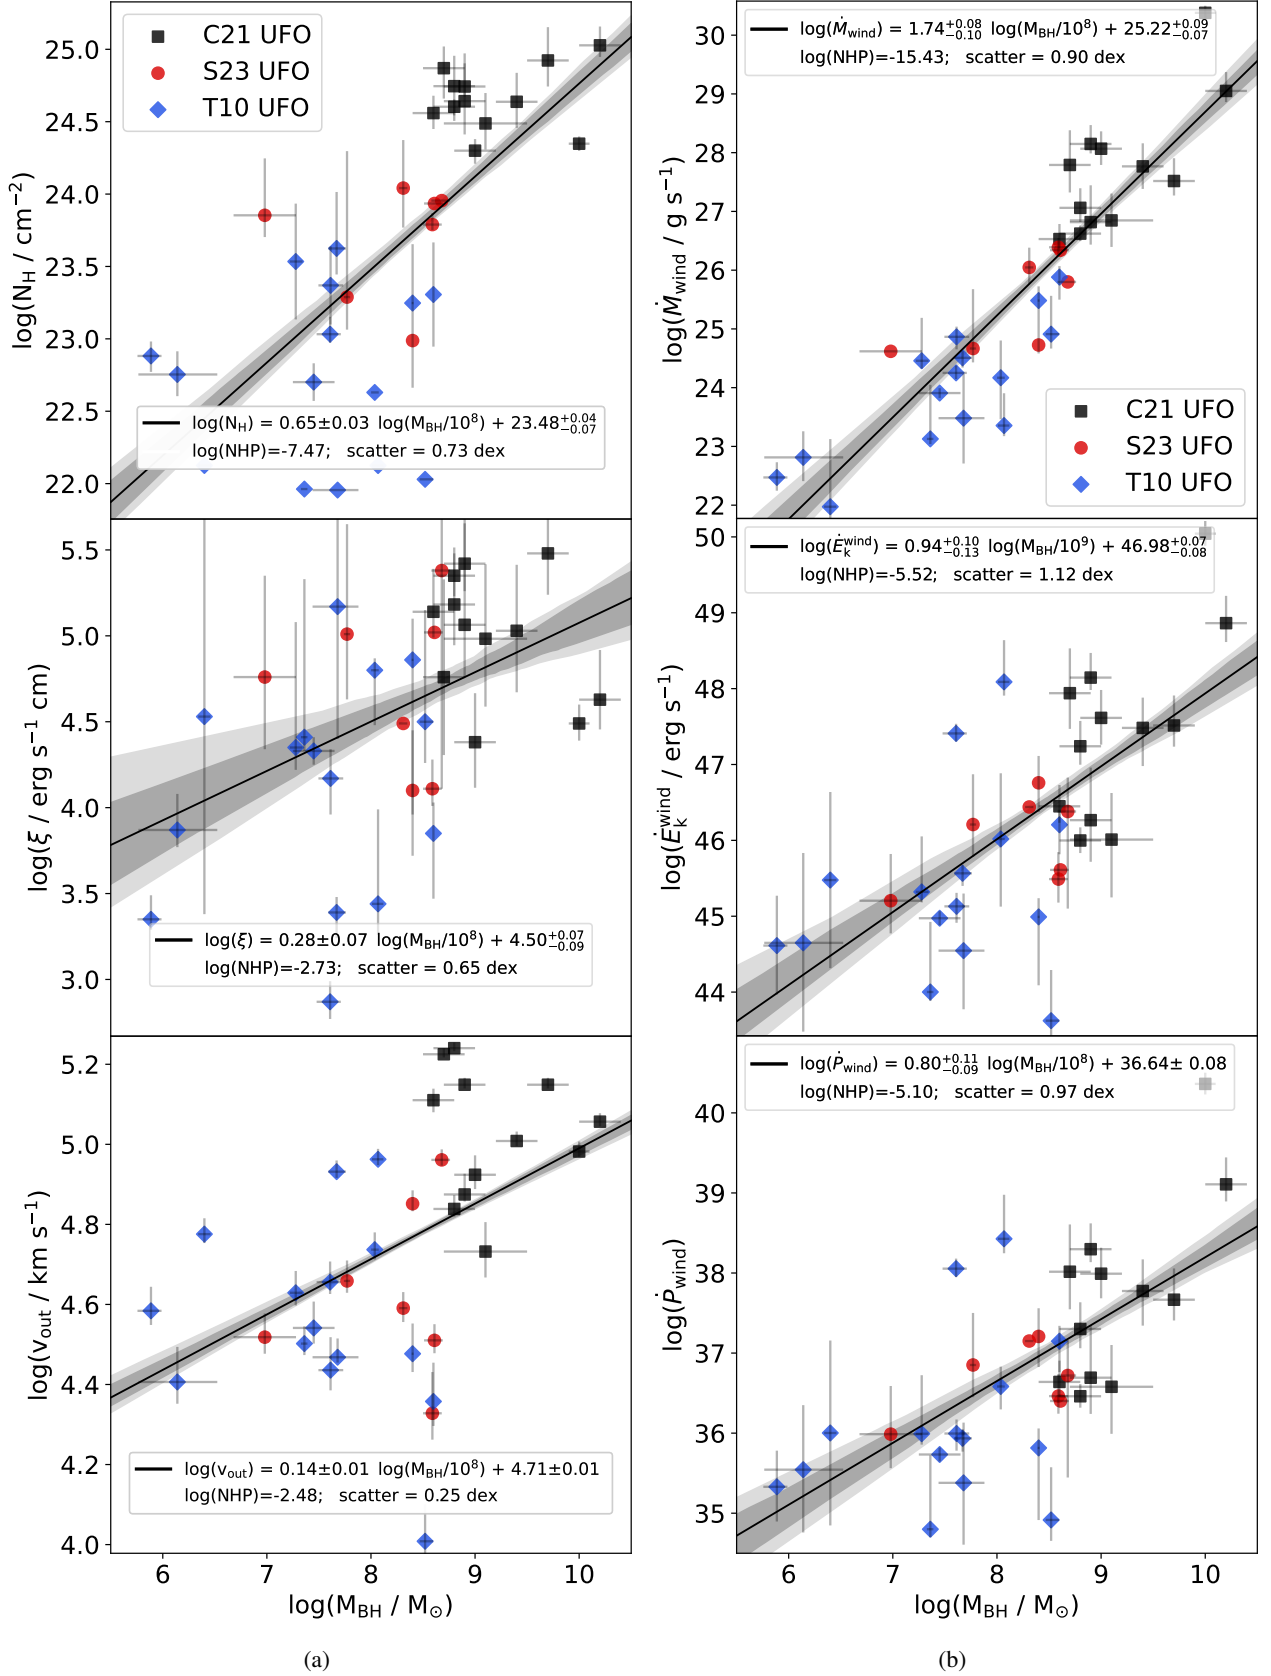 C21 UFO
S23 UFO
T10 UFO
log(N_H / cm^−2)
25.0
24.5
24.0
23.5
23.0
22.5
22.0
log(N_H) = 0.65±0.03 log(M_BH/10^8) + 23.48^+0.04_−0.07
log(NHP)=-7.47; scatter = 0.73 dex
log(ξ / erg s^−1 cm)
5.5
5.0
4.5
4.0
3.5
3.0
log(ξ) = 0.28±0.07 log(M_BH/10^8) + 4.50^+0.07_−0.09
log(NHP)=-2.73; scatter = 0.65 dex
log(v_out / km s^−1)
5.2
5.0
4.8
4.6
4.4
4.2
4.0
log(v_out) = 0.14±0.01 log(M_BH/10^8) + 4.71±0.01
log(NHP)=-2.48; scatter = 0.25 dex
6 7 8 9 10
log(M_BH / M_⊙)
(a)
log(Ṁ_wind) = 1.74^+0.08_−0.10 log(M_BH/10^8) + 25.22^+0.09_−0.07
log(NHP)=-15.43; scatter = 0.90 dex
log(Ṁ_wind / g s^−1)
30
29
28
27
26
25
24
23
22
C21 UFO
S23 UFO
T10 UFO
log(Ė_k^wind) = 0.94^+0.10_−0.13 log(M_BH/10^9) + 46.98^+0.07_−0.08
log(NHP)=-5.52; scatter = 1.12 dex
log(Ė_k^wind / erg s^−1)
50
49
48
47
46
45
44
log(Ṗ_wind) = 0.80^+0.11_−0.09 log(M_BH/10^8) + 36.64± 0.08
log(NHP)=-5.10; scatter = 0.97 dex
log(Ṗ_wind)
40
39
38
37
36
35
6 7 8 9 10
log(M_BH / M_⊙)
(b)